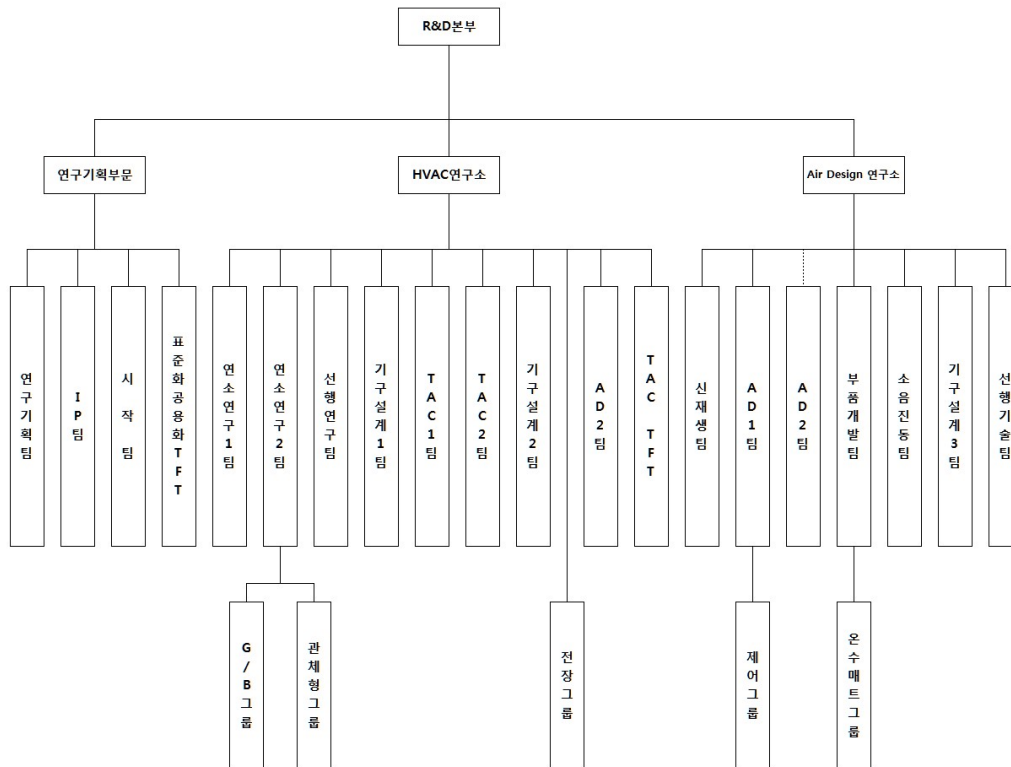 R&D본부
연구기획부문
HVAC연구소
Air Design 연구소
연구기획팀
IP팀
시 작 팀
표준화공용화TFT
연소연구1팀
연소연구2팀
선행연구팀
기구설계1팀
TAC1팀
TAC2팀
기구설계2팀
AD2팀
TAC TFT
신재생팀
AD1팀
AD2팀
부품개발팀
소음진동팀
기구설계3팀
선행기술팀
G/B그룹
관체형그룹
전장그룹
제어그룹
온수매트그룹